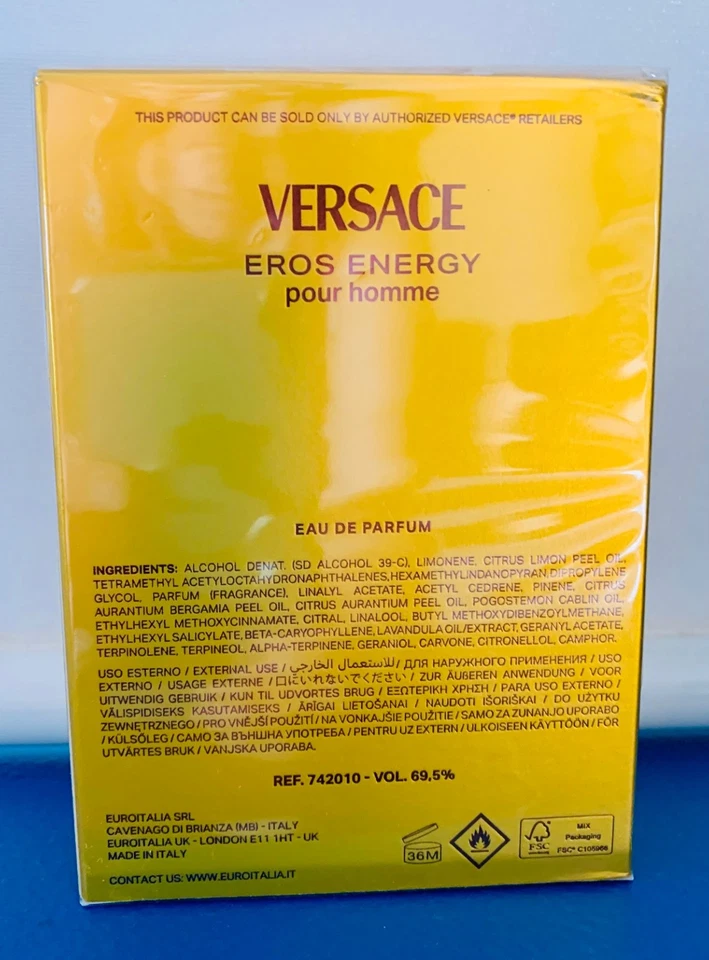 THIS PRODUCT CAN BE SOLD ONLY BY AUTHORIZED VERSACE® RETAILERS
VERSACE
EROS ENERGY
pour homme
EAU DE PARFUM
INGREDIENTS: ALCOHOL DENAT. (SD ALCOHOL 39-C), LIMONENE, CITRUS LIMON PEEL OIL,
TETRAMETHYL ACETYLOCTAHYDRONAPHTHALENES, HEXAMETHYLINDANOPYRAN, DIPROPYLENE
GLYCOL, PARFUM (FRAGRANCE), LINALYL ACETATE, ACETYL CEDRENE, PINENE, CITRUS
AURANTIUM BERGAMIA PEEL OIL, CITRUS AURANTIUM PEEL OIL, POGOSTEMON CABLIN OIL,
ETHYLHEXYL METHOXYCINNAMATE, CITRAL, LINALOOL, BUTYL METHOXYDIBENZOYLMETHANE,
ETHYLHEXYL SALICYLATE, BETA-CARYOPHYLLENE, LAVANDULA OIL/EXTRACT, GERANYL ACETATE,
TERPINOLENE, TERPINEOL, ALPHA-TERPINENE, GERANIOL, CARVONE, CITRONELLOL, CAMPHOR.
USO ESTERNO / EXTERNAL USE / للاستعمال الخارجي / ДЛЯ НАРУЖНОГО ПРИМЕНЕНИЯ / USO
EXTERNO / USAGE EXTERNE / 口にいれないでください / ZUR ÄUßEREN ANWENDUNG / VOOR
UITWENDIG GEBRUIK / KUN TIL UDVORTES BRUG / ΕΞΩΤΕΡΙΚΗ ΧΡΗΣΗ / PARA USO EXTERNO /
VÄLISPIDISEKS KASUTAMISEKS / ĀRĪGAI LIETOŠANAI / NAUDOTI IŠORIŠKAI / DO UŻYTKU
ZEWNĘTRZNEGO / PRO VNĚJŠÍ POUŽITÍ / NA VONKAJŠIE POUŽITIE / SAMO ZA ZUNANJO UPORABO
/ KÜLSŐLEG / САМО ЗА ВЪНШНА УПОТРЕБА / PENTRU UZ EXTERN / ULKOISEEN KÄYTTÖÖN / FÖR
UTVÄRTES BRUK / VANJSKA UPORABA.
REF. 742010 - VOL. 69,5%
EUROITALIA SRL
CAVENAGO DI BRIANZA (MB) - ITALY
EUROITALIA UK - LONDON E11 1HT - UK
MADE IN ITALY
CONTACT US: WWW.EUROITALIA.IT
36M
FSC
MIX
Packaging
FSC® C105966